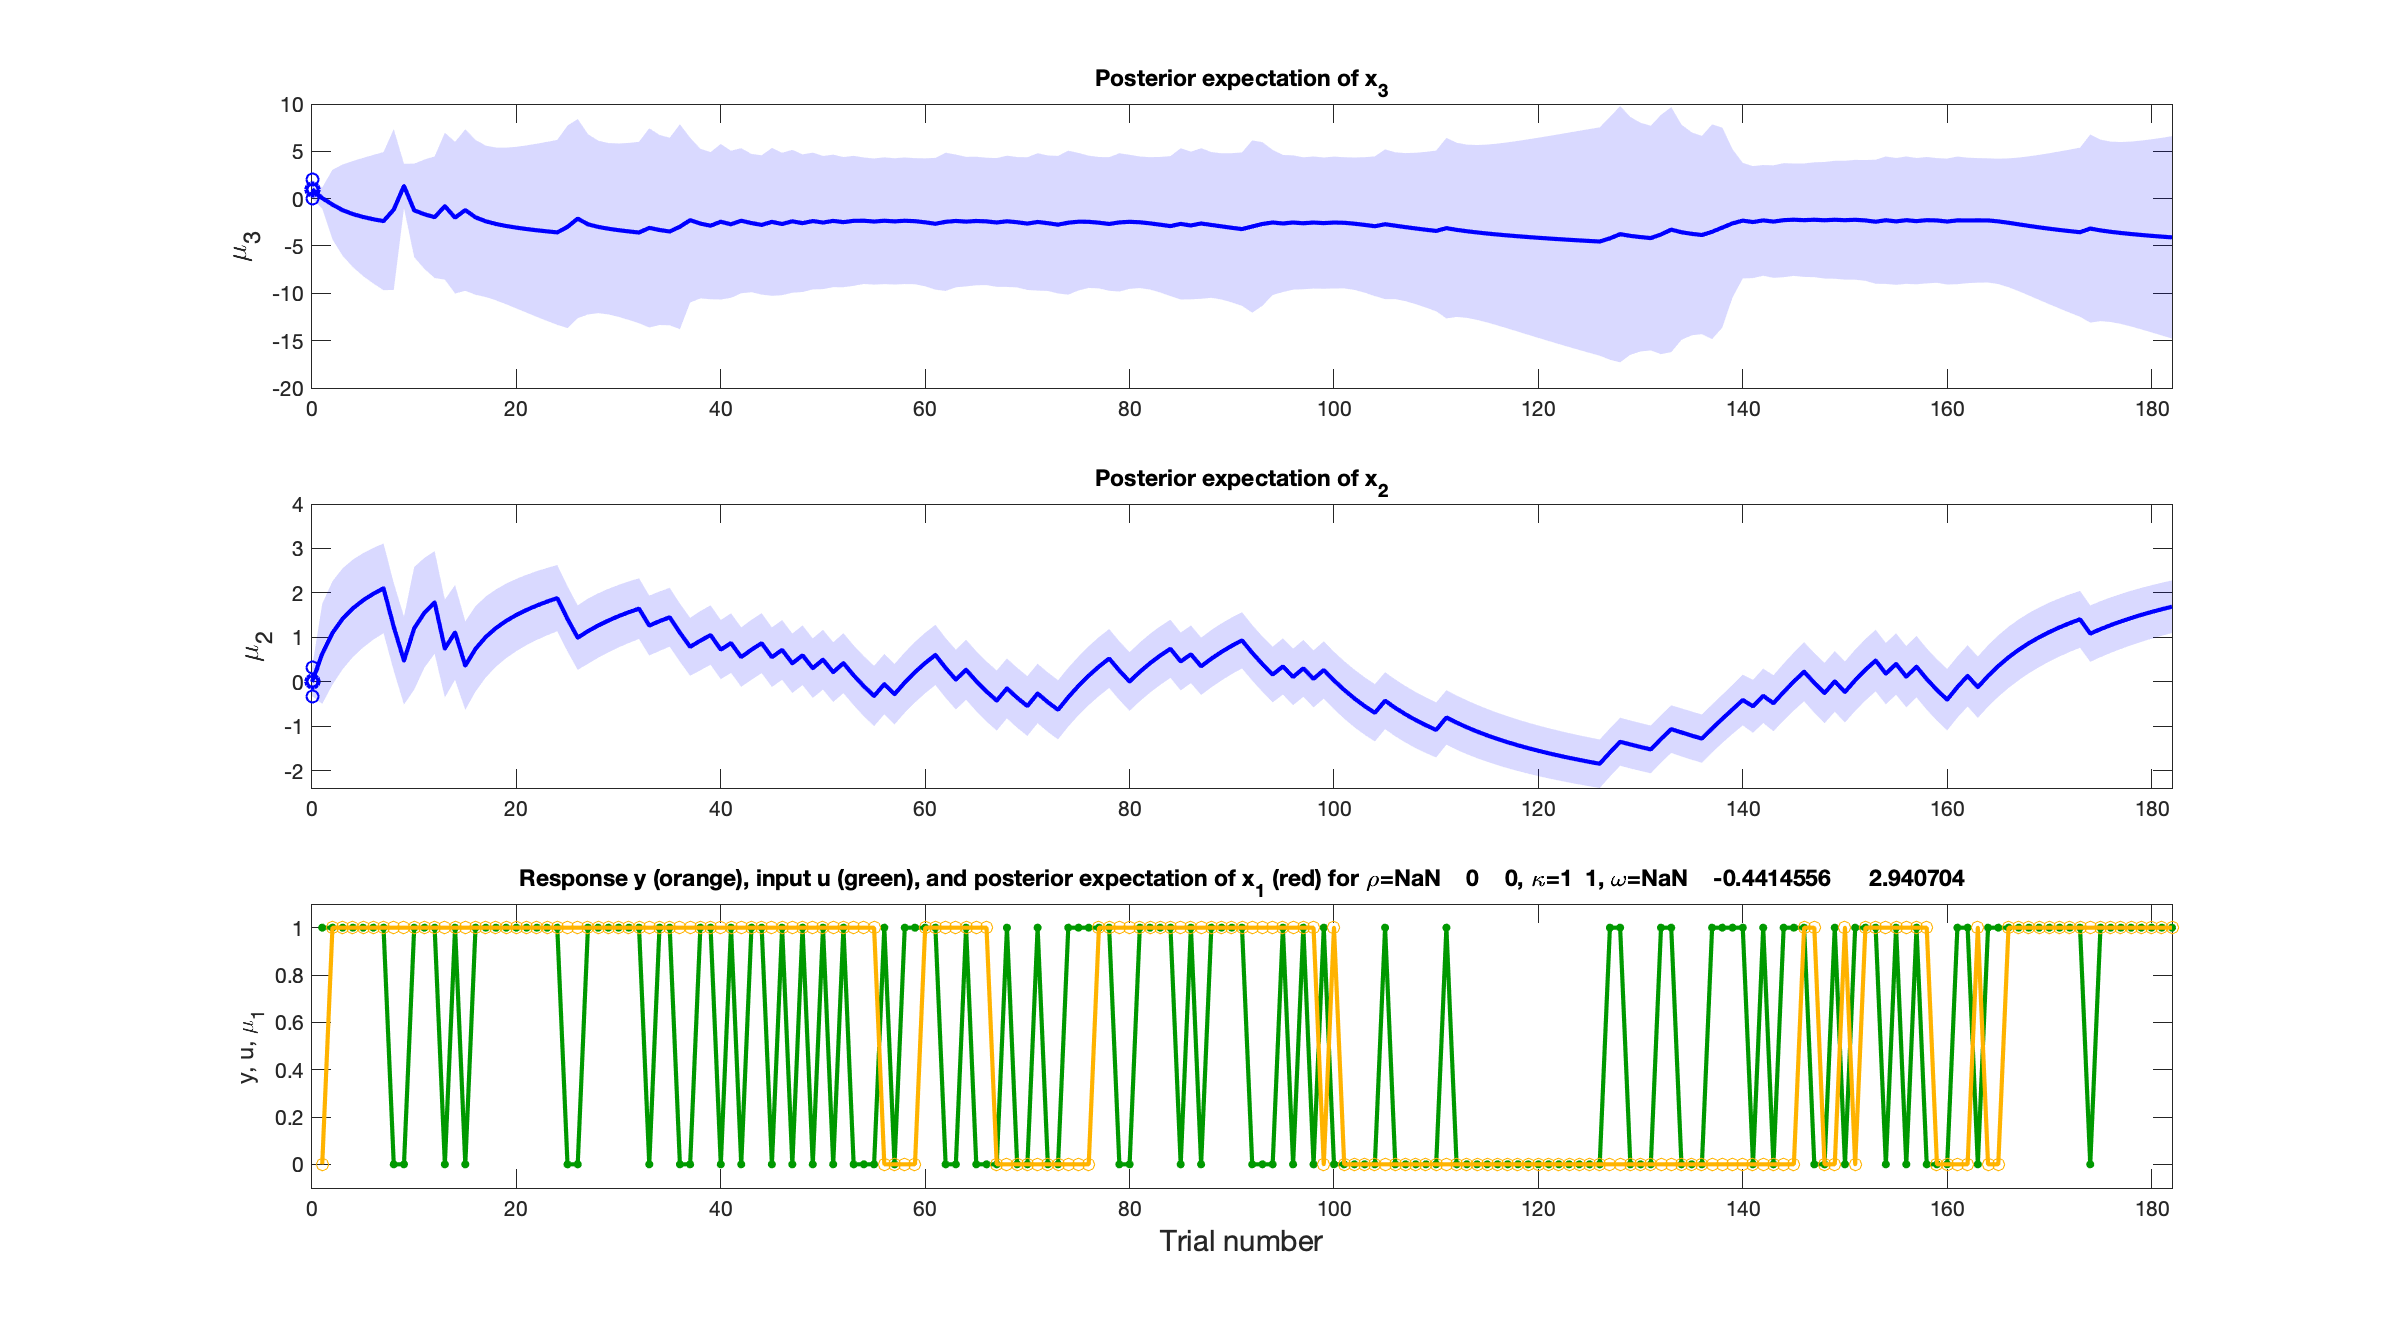 Posterior expectation of x3
μ3
10
5
0
-5
-10
-15
-20
0 20 40 60 80 100 120 140 160 180
Posterior expectation of x2
μ2
4
3
2
1
0
-1
-2
0 20 40 60 80 100 120 140 160 180
Response y (orange), input u (green), and posterior expectation of x1 (red) for ρ=NaN 0 0, κ=1 1, ω=NaN -0.4414556 2.940704
y, u, μ1
1
0.8
0.6
0.4
0.2
0
0 20 40 60 80 100 120 140 160 180
Trial number